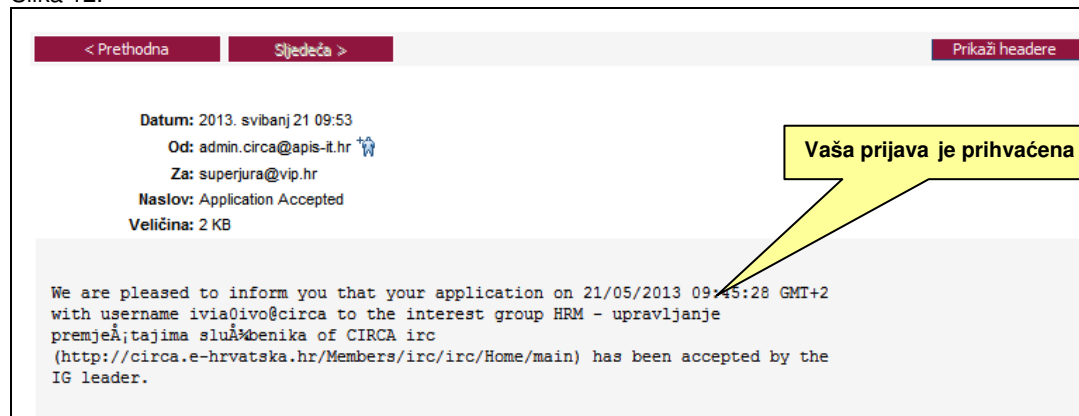 < Prethodna Sljedeća > Prikaži headere
Datum: 2013. svibanj 21 09:53
Od: admin.circa@apis-it.hr
Za: superjura@vip.hr
Naslov: Application Accepted
Veličina: 2 KB
Vaša prijava je prihvaćena
We are pleased to inform you that your application on 21/05/2013 09:45:28 GMT+2
with username ivia0ivo@circa to the interest group HRM - upravljanje
premjeÅ¡tajima sluÅ¾benika of CIRCA irc
(http://circa.e-hrvatska.hr/Members/irc/irc/Home/main) has been accepted by the
IG leader.